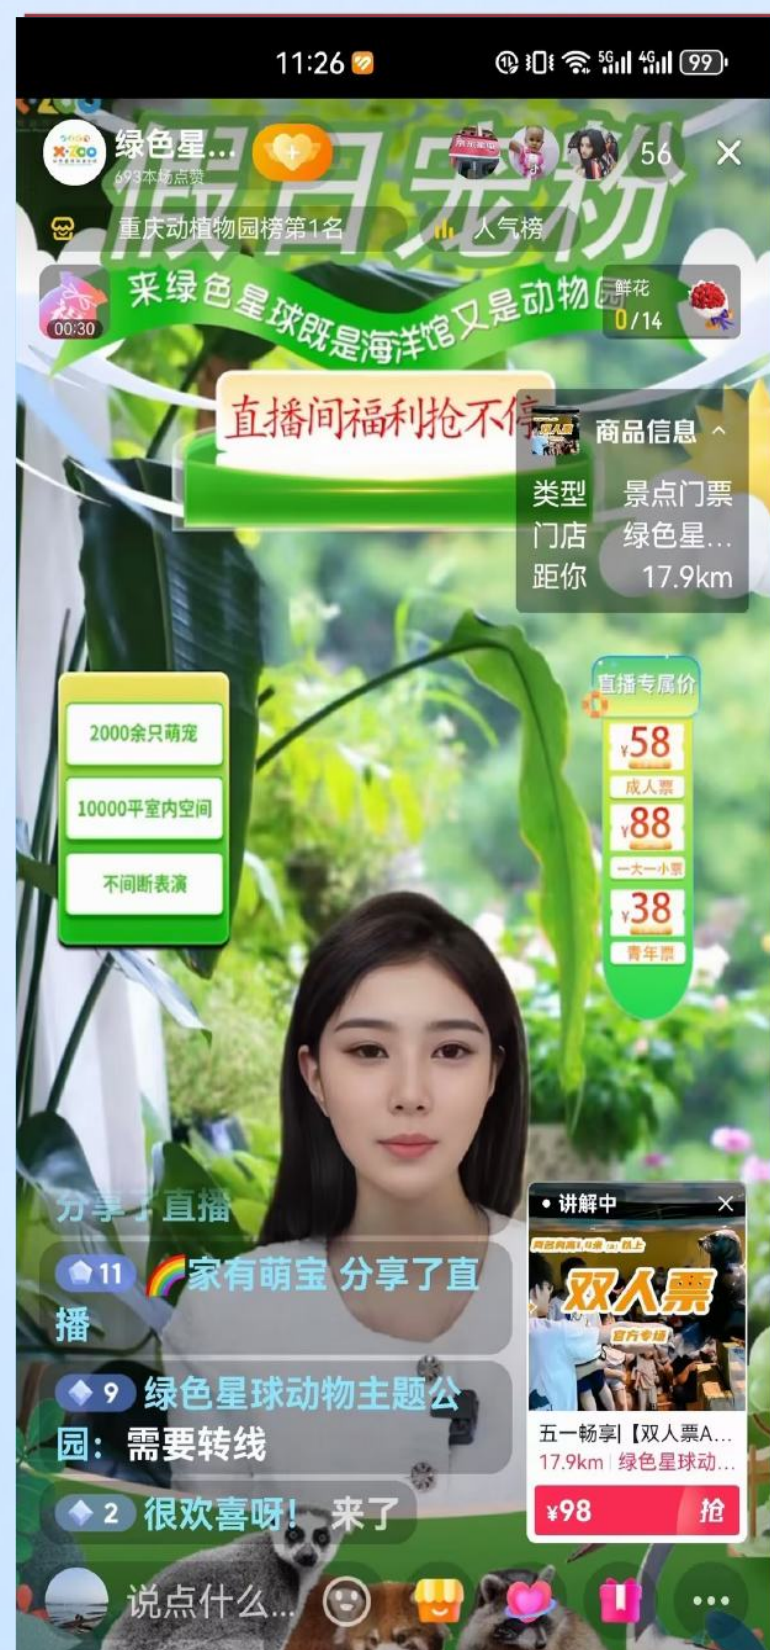 11:26
5G
4G
99
X·ZOO
绿色星...
693本场点赞
56
假日宠粉
重庆动植物园榜第1名
人气榜
00:30
来绿色星球既是海洋馆又是动物园
鲜花
0/14
直播间福利抢不停
商品信息
类型 景点门票
门店 绿色星...
距你 17.9km
直播专属价
¥58
成人票
¥88
一大一小票
¥38
青年票
2000余只萌宠
10000平室内空间
不间断表演
分享了直播
11 🌈家有萌宝 分享了直
播
9 绿色星球动物主题公
园：需要转线
2 很欢喜呀！ 来了
讲解中
双人票
官方专场
五一畅享|【双人票A...
17.9km 绿色星球动...
¥98 抢
说点什么...